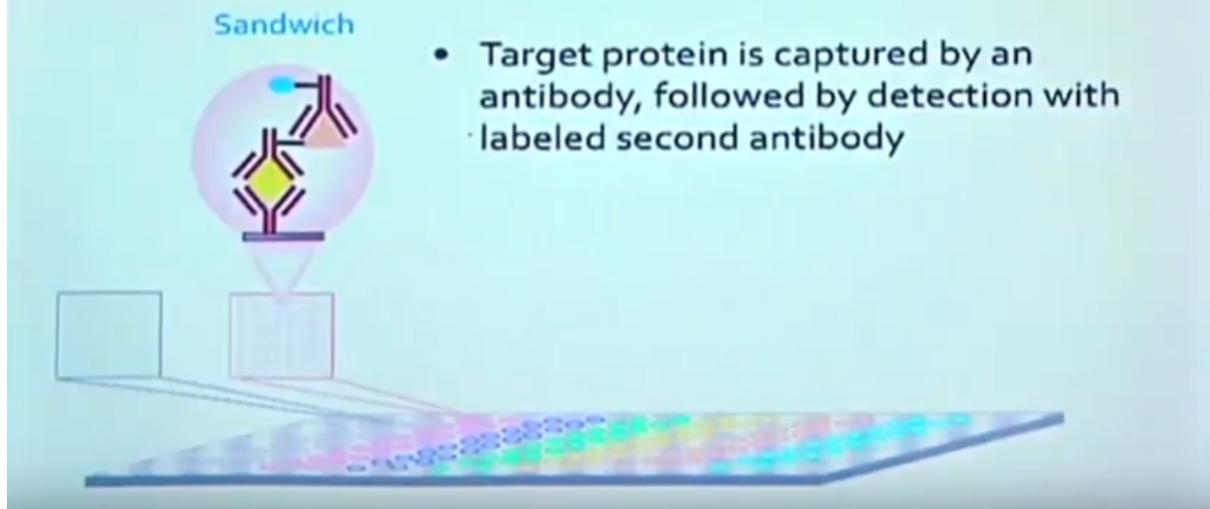 Sandwich
• Target protein is captured by an
antibody, followed by detection with
labeled second antibody